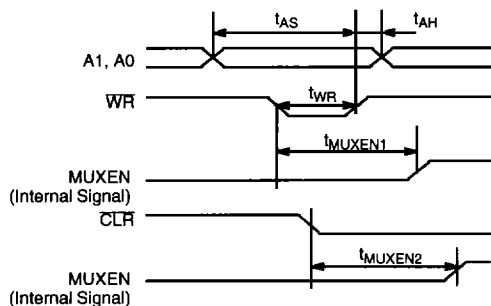 tAS
tAH
A1, A0
WR
tWR
tMUXEN1
MUXEN
(Internal Signal)
CLR
tMUXEN2
MUXEN
(Internal Signal)